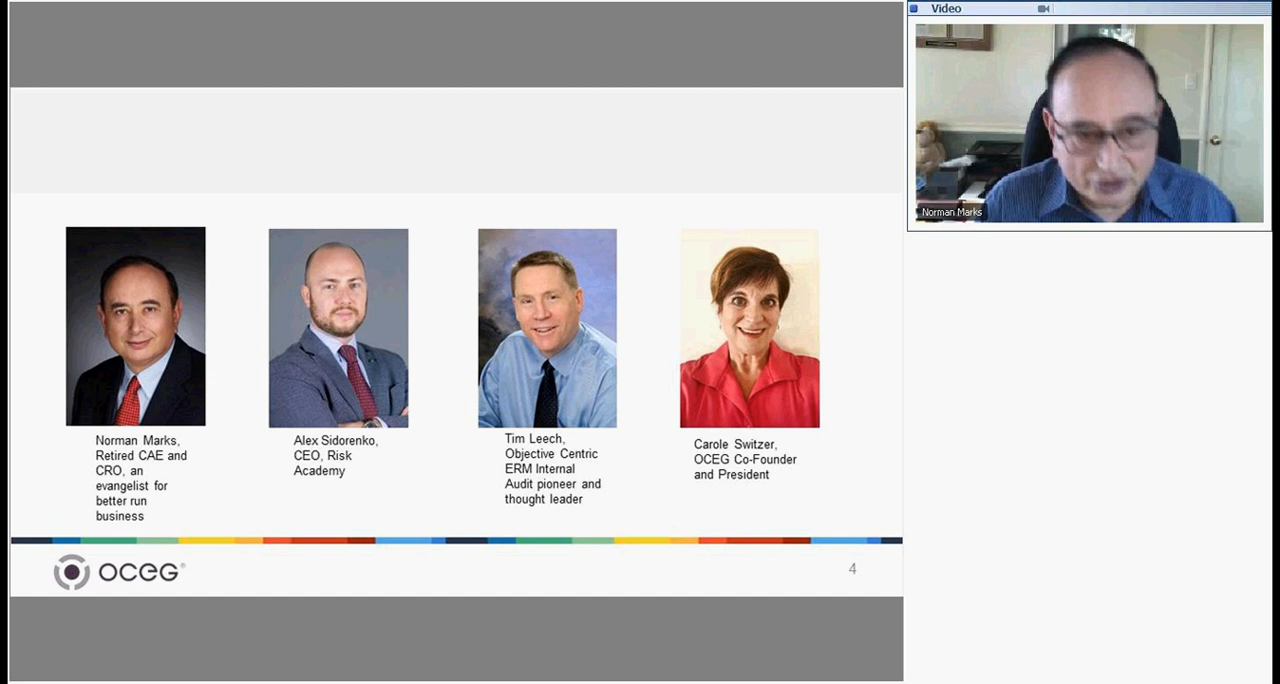 Video
Norman Marks
Norman Marks,
Retired CAE and
CRO, an
evangelist for
better run
business
Alex Sidorenko,
CEO, Risk
Academy
Tim Leech,
Objective Centric
ERM Internal
Audit pioneer and
thought leader
Carole Switzer,
OCEG Co-Founder
and President
OCEG®
4